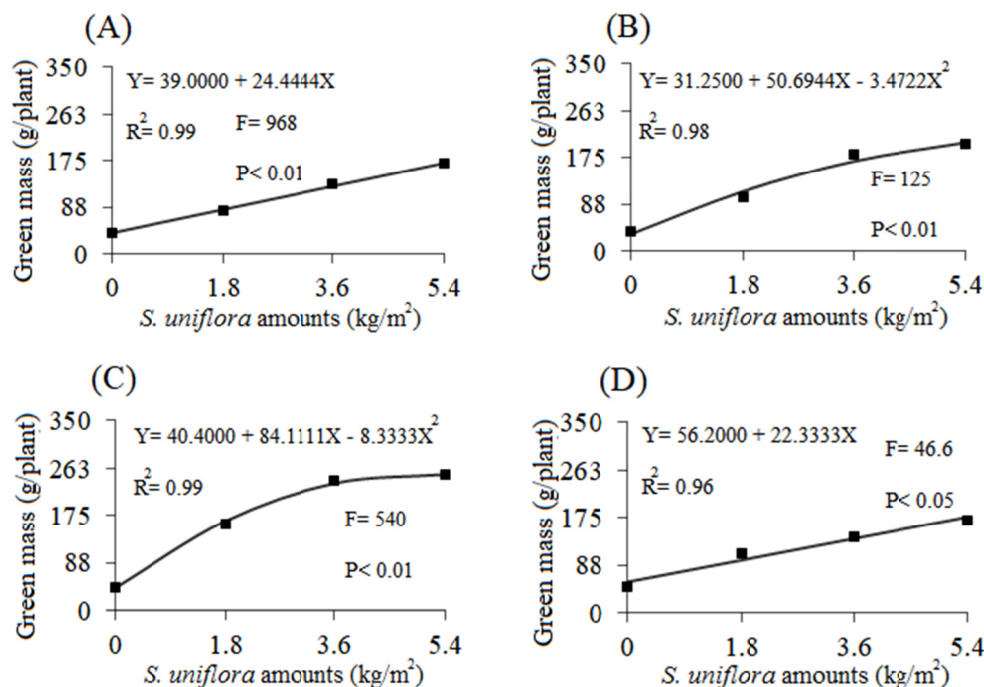 (A)
Green mass (g/plant)
350
263
175
88
0
Y= 39.0000 + 24.4444X
R²= 0.99
F= 968
P< 0.01
0 1.8 3.6 5.4
S. uniflora amounts (kg/m²)
(B)
Green mass (g/plant)
350
263
175
88
0
Y= 31.2500 + 50.6944X - 3.4722X²
R²= 0.98
F= 125
P< 0.01
0 1.8 3.6 5.4
S. uniflora amounts (kg/m²)
(C)
Green mass (g/plant)
350
263
175
88
0
Y= 40.4000 + 84.1111X - 8.3333X²
R²= 0.99
F= 540
P< 0.01
0 1.8 3.6 5.4
S. uniflora amounts (kg/m²)
(D)
Green mass (g/plant)
350
263
175
88
0
Y= 56.2000 + 22.3333X
F= 46.6
R²= 0.96
P< 0.05
0 1.8 3.6 5.4
S. uniflora amounts (kg/m²)